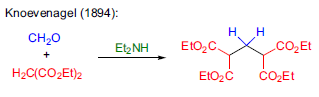 Knoevenagel (1894):
CH₂O
+
H₂C(CO₂Et)₂
Et₂NH
H H
EtO₂C CO₂Et
EtO₂C CO₂Et